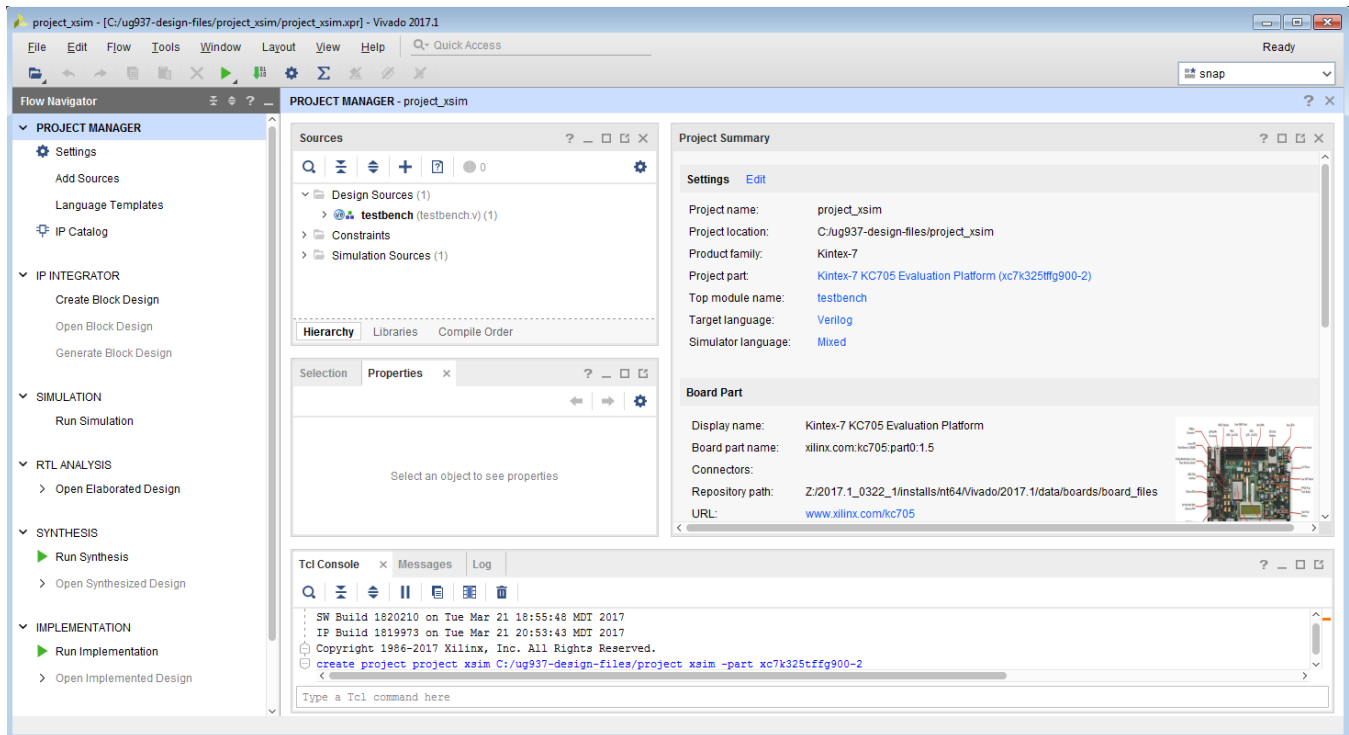 project_xsim - [C:/ug937-design-files/project_xsim/project_xsim.xpr] - Vivado 2017.1
File Edit Flow Tools Window Layout View Help Quick Access Ready
snap
Flow Navigator
PROJECT MANAGER
Settings
Add Sources
Language Templates
IP Catalog
IP INTEGRATOR
Create Block Design
Open Block Design
Generate Block Design
SIMULATION
Run Simulation
RTL ANALYSIS
Open Elaborated Design
SYNTHESIS
Run Synthesis
Open Synthesized Design
IMPLEMENTATION
Run Implementation
Open Implemented Design
PROJECT MANAGER - project_xsim
Sources
0
Design Sources (1)
testbench (testbench.v) (1)
Constraints
Simulation Sources (1)
Hierarchy Libraries Compile Order
Selection Properties
Select an object to see properties
Project Summary
Settings Edit
Project name: project_xsim
Project location: C:/ug937-design-files/project_xsim
Product family: Kintex-7
Project part: Kintex-7 KC705 Evaluation Platform (xc7k325tffg900-2)
Top module name: testbench
Target language: Verilog
Simulator language: Mixed
Board Part
Display name: Kintex-7 KC705 Evaluation Platform
Board part name: xilinx.com:kc705:part0:1.5
Connectors:
Repository path: Z:/2017.1_0322_1/installs/nt64/Vivado/2017.1/data/boards/board_files
URL: www.xilinx.com/kc705
Tcl Console Messages Log
SW Build 1820210 on Tue Mar 21 18:55:48 MDT 2017
IP Build 1819973 on Tue Mar 21 20:53:43 MDT 2017
Copyright 1986-2017 Xilinx, Inc. All Rights Reserved.
create project project xsim C:/ug937-design-files/project xsim -part xc7k325tffg900-2
Type a Tcl command here